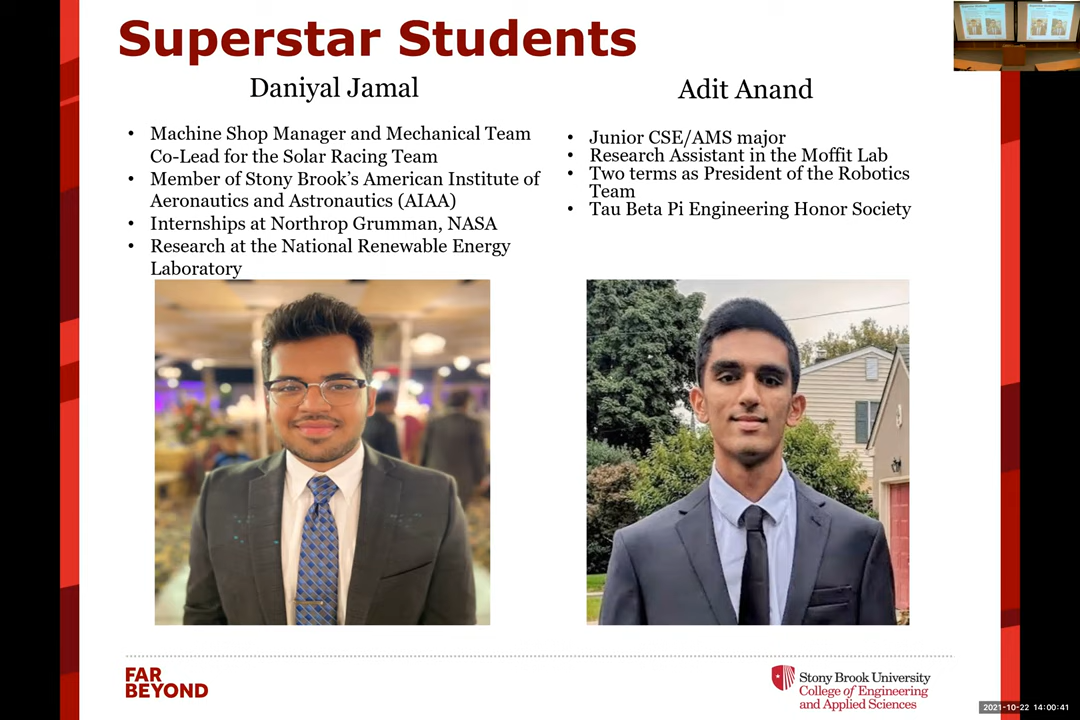 Superstar Students
Daniyal Jamal
• Machine Shop Manager and Mechanical Team
Co-Lead for the Solar Racing Team
• Member of Stony Brook’s American Institute of
Aeronautics and Astronautics (AIAA)
• Internships at Northrop Grumman, NASA
• Research at the National Renewable Energy
Laboratory
Adit Anand
• Junior CSE/AMS major
• Research Assistant in the Moffit Lab
• Two terms as President of the Robotics
Team
• Tau Beta Pi Engineering Honor Society
FAR
BEYOND
Stony Brook University
College of Engineering
and Applied Sciences
2021-10-22 14:00:41